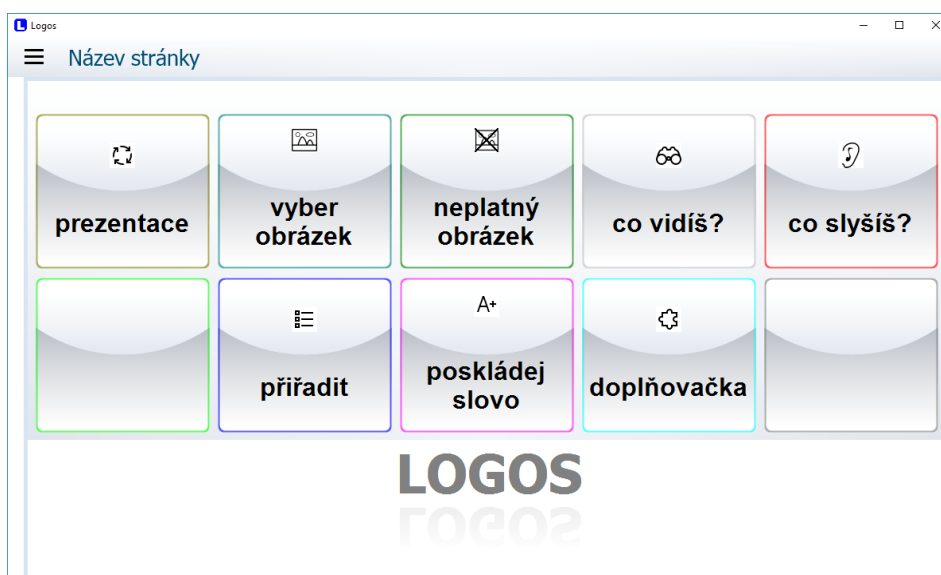 Logos
Název stránky
prezentace
vyber
obrázek
neplatný
obrázek
co vidíš?
co slyšíš?
přiřadit
A+
poskládej
slovo
doplňovačka
LOGOS